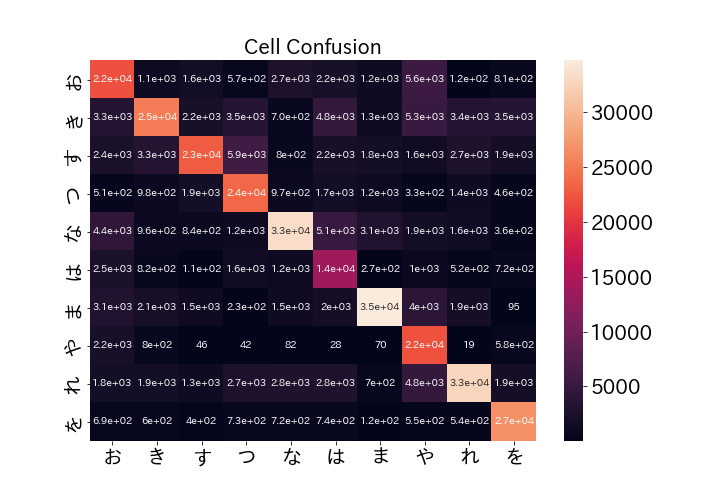 Cell Confusion
お 2.2e+04 1.1e+03 1.6e+03 5.7e+02 2.7e+03 2.2e+03 1.2e+03 5.6e+03 1.2e+02 8.1e+02
き 3.3e+03 2.5e+04 2.2e+03 3.5e+03 7.0e+02 4.8e+03 1.3e+03 5.3e+03 3.4e+03 3.5e+03
す 2.4e+03 3.3e+03 2.3e+04 5.9e+03 8e+02 2.2e+03 1.8e+03 1.6e+03 2.7e+03 1.9e+03
つ 5.1e+02 9.8e+02 1.9e+03 2.4e+04 9.7e+02 1.7e+03 1.2e+03 3.3e+02 1.4e+03 4.6e+02
な 4.4e+03 9.6e+02 8.4e+02 1.2e+03 3.3e+04 5.1e+03 3.1e+03 1.9e+03 1.6e+03 3.6e+02
は 2.5e+03 8.2e+02 1.1e+02 1.6e+03 1.2e+03 1.4e+04 2.7e+02 1e+03 5.2e+02 7.2e+02
ま 3.1e+03 2.1e+03 1.5e+03 2.3e+02 1.5e+03 2e+03 3.5e+04 4e+03 1.9e+03 95
や 2.2e+03 8e+02 46 42 82 28 70 2.2e+04 19 5.8e+02
れ 1.8e+03 1.9e+03 1.3e+03 2.7e+03 2.8e+03 2.8e+03 7e+02 4.8e+03 3.3e+04 1.9e+03
を 6.9e+02 6e+02 4e+02 7.3e+02 7.2e+02 7.4e+02 1.2e+02 5.5e+02 5.4e+02 2.7e+04
お き す つ な は ま や れ を
30000
25000
20000
15000
10000
5000